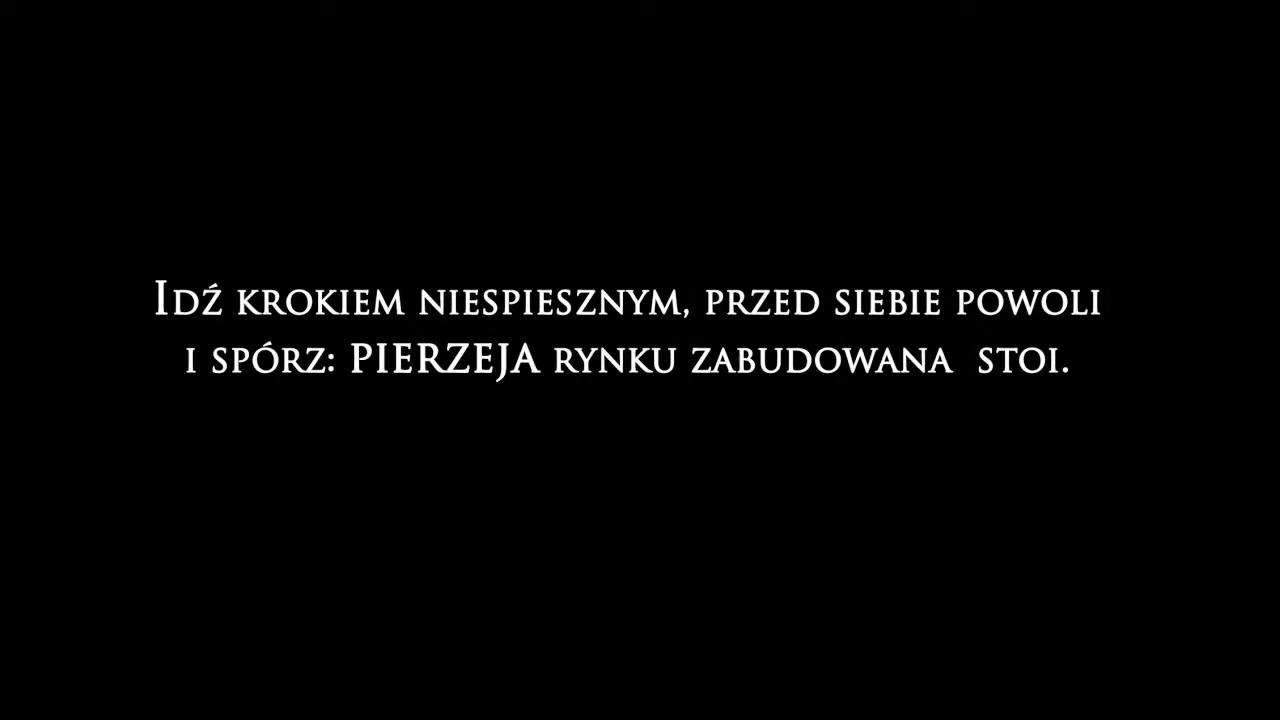 Idź krokiem niespiesznym, przed siebie powoli
i spórz: PIERZEJA rynku zabudowana  stoi.